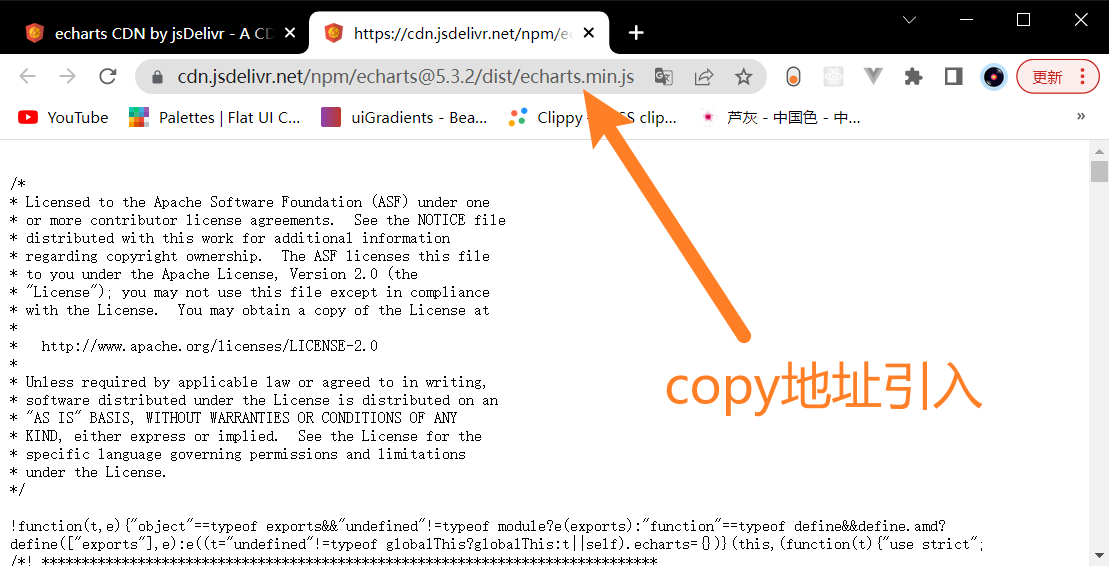 echarts CDN by jsDelivr - A CD
https://cdn.jsdelivr.net/npm/ec
cdn.jsdelivr.net/npm/echarts@5.3.2/dist/echarts.min.js
更新
YouTube
Palettes | Flat UI C...
uiGradients - Bea...
Clippy
S clip...
芦灰 - 中国色 - 中...
»
/*
* Licensed to the Apache Software Foundation (ASF) under one
* or more contributor license agreements.  See the NOTICE file
* distributed with this work for additional information
* regarding copyright ownership.  The ASF licenses this file
* to you under the Apache License, Version 2.0 (the
* "License"); you may not use this file except in compliance
* with the License.  You may obtain a copy of the License at
*
*   http://www.apache.org/licenses/LICENSE-2.0
*
* Unless required by applicable law or agreed to in writing,
* software distributed under the License is distributed on an
* "AS IS" BASIS, WITHOUT WARRANTIES OR CONDITIONS OF ANY
* KIND, either express or implied.  See the License for the
* specific language governing permissions and limitations
* under the License.
*/
copy地址引入
!function(t,e){"object"==typeof exports&&"undefined"!=typeof module?e(exports):"function"==typeof define&&define.amd?
define(["exports"],e):e((t="undefined"!=typeof globalThis?globalThis:t||self).echarts={})}(this,(function(t){"use strict";
/*! *****************************************************************************